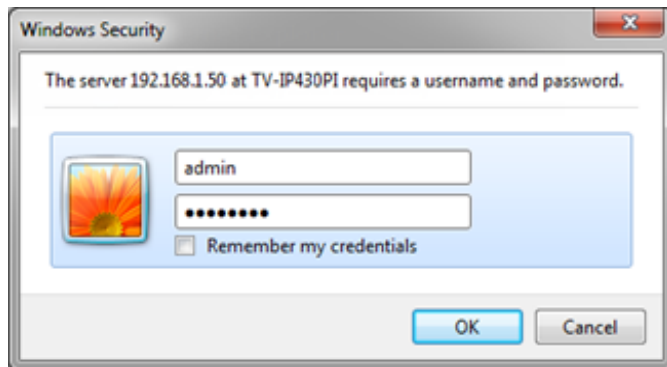 Windows Security
The server 192.168.1.50 at TV-IP430PI requires a username and password.
admin
●●●●●●●●
Remember my credentials
OK
Cancel